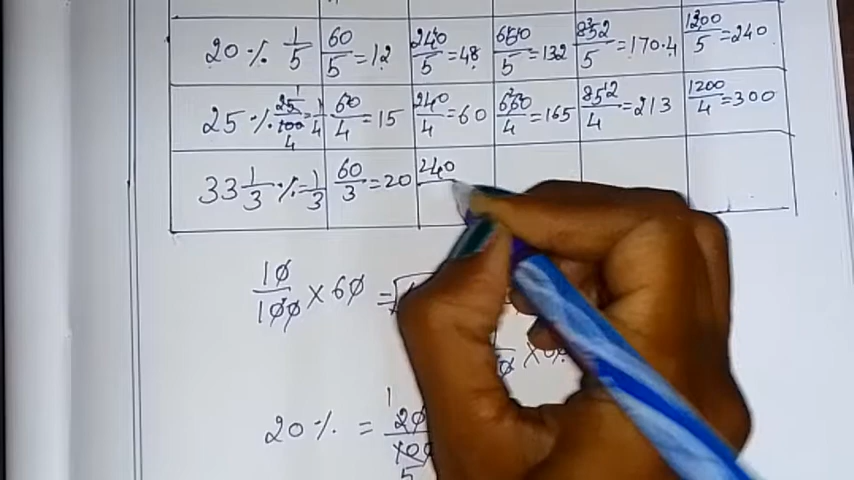 20 % 1/5 60/5 = 12 240/5 = 48 660/5 = 132 852/5 = 170.4 1200/5 = 240
25 % 25/100 = 1/4 60/4 = 15 240/4 = 60 660/4 = 165 852/4 = 213 1200/4 = 300
33 1/3 % = 1/3 60/3 = 20 240
10/100 × 60 =
20 % = 20/100